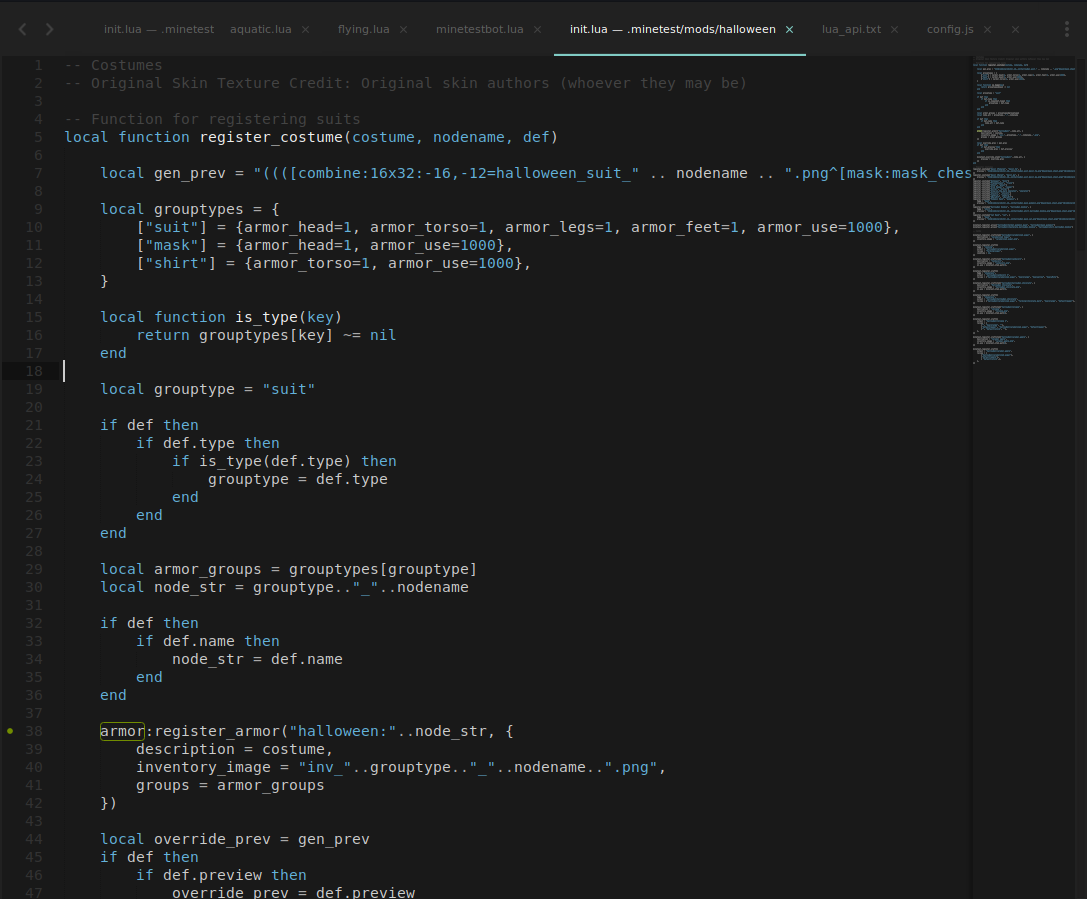 init.lua — .minetest aquatic.lua × flying.lua × minetestbot.lua × init.lua — .minetest/mods/halloween × lua_api.txt × config.js × ×
1 -- Costumes
2 -- Original Skin Texture Credit: Original skin authors (whoever they may be)
3
4 -- Function for registering suits
5 local function register_costume(costume, nodename, def)
6
7     local gen_prev = "((([combine:16x32:-16,-12=halloween_suit_" .. nodename .. ".png^[mask:mask_ches
8
9     local grouptypes = {
10         ["suit"] = {armor_head=1, armor_torso=1, armor_legs=1, armor_feet=1, armor_use=1000},
11         ["mask"] = {armor_head=1, armor_use=1000},
12         ["shirt"] = {armor_torso=1, armor_use=1000},
13     }
14
15     local function is_type(key)
16         return grouptypes[key] ~= nil
17     end
18
19     local grouptype = "suit"
20
21     if def then
22         if def.type then
23             if is_type(def.type) then
24                 grouptype = def.type
25             end
26         end
27     end
28
29     local armor_groups = grouptypes[grouptype]
30     local node_str = grouptype.."_"..nodename
31
32     if def then
33         if def.name then
34             node_str = def.name
35         end
36     end
37
38     armor:register_armor("halloween:"..node_str, {
39         description = costume,
40         inventory_image = "inv_"..grouptype.."_"..nodename..".png",
41         groups = armor_groups
42     })
43
44     local override_prev = gen_prev
45     if def then
46         if def.preview then
47             override_prev = def.preview